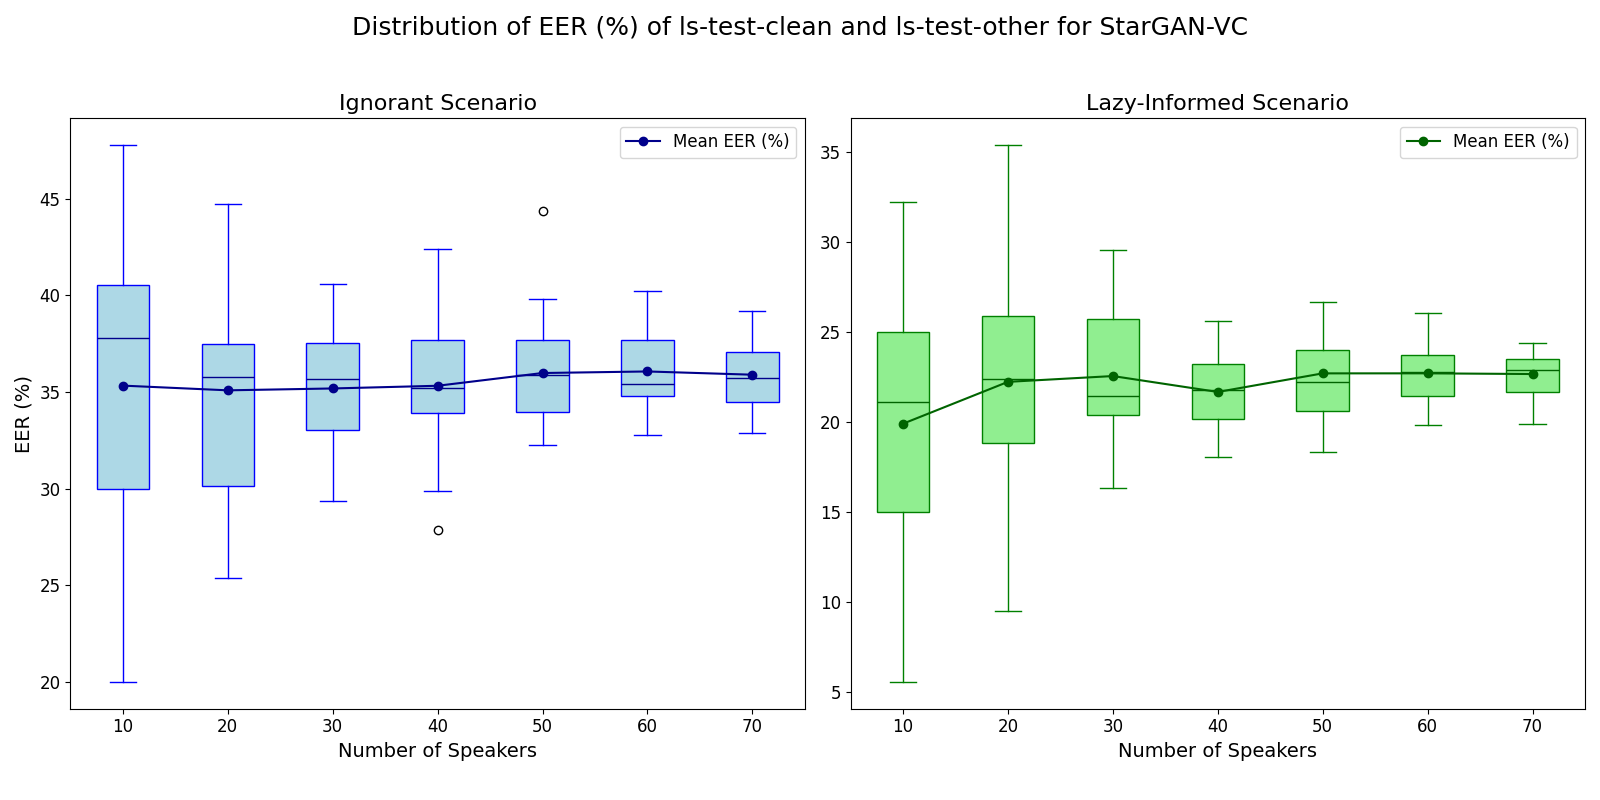 Distribution of EER (%) of ls-test-clean and ls-test-other for StarGAN-VC
Ignorant Scenario
Mean EER (%)
45
40
35
30
25
20
EER (%)
10 20 30 40 50 60 70
Number of Speakers
Lazy-Informed Scenario
Mean EER (%)
35
30
25
20
15
10
5
10 20 30 40 50 60 70
Number of Speakers